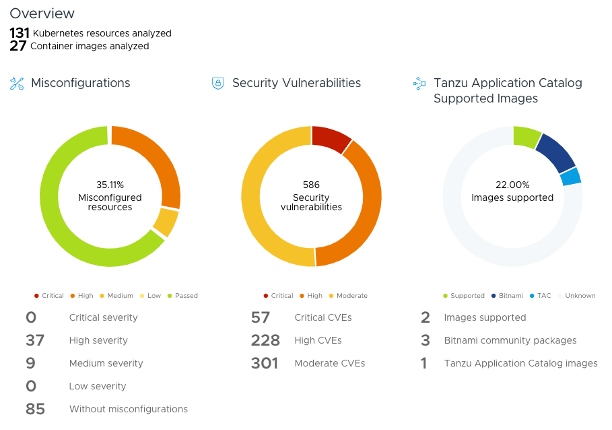 Overview
131 Kubernetes resources analyzed
27 Container images analyzed
Misconfigurations
35.11%
Misconfigured
resources
Critical High Medium Low Passed
0 Critical severity
37 High severity
9 Medium severity
0 Low severity
85 Without misconfigurations
Security Vulnerabilities
586
Security
vulnerabilities
Critical High Moderate
57 Critical CVEs
228 High CVEs
301 Moderate CVEs
Tanzu Application Catalog
Supported Images
22.00%
Images supported
Supported Bitnami TAC Unknown
2 Images supported
3 Bitnami community packages
1 Tanzu Application Catalog images